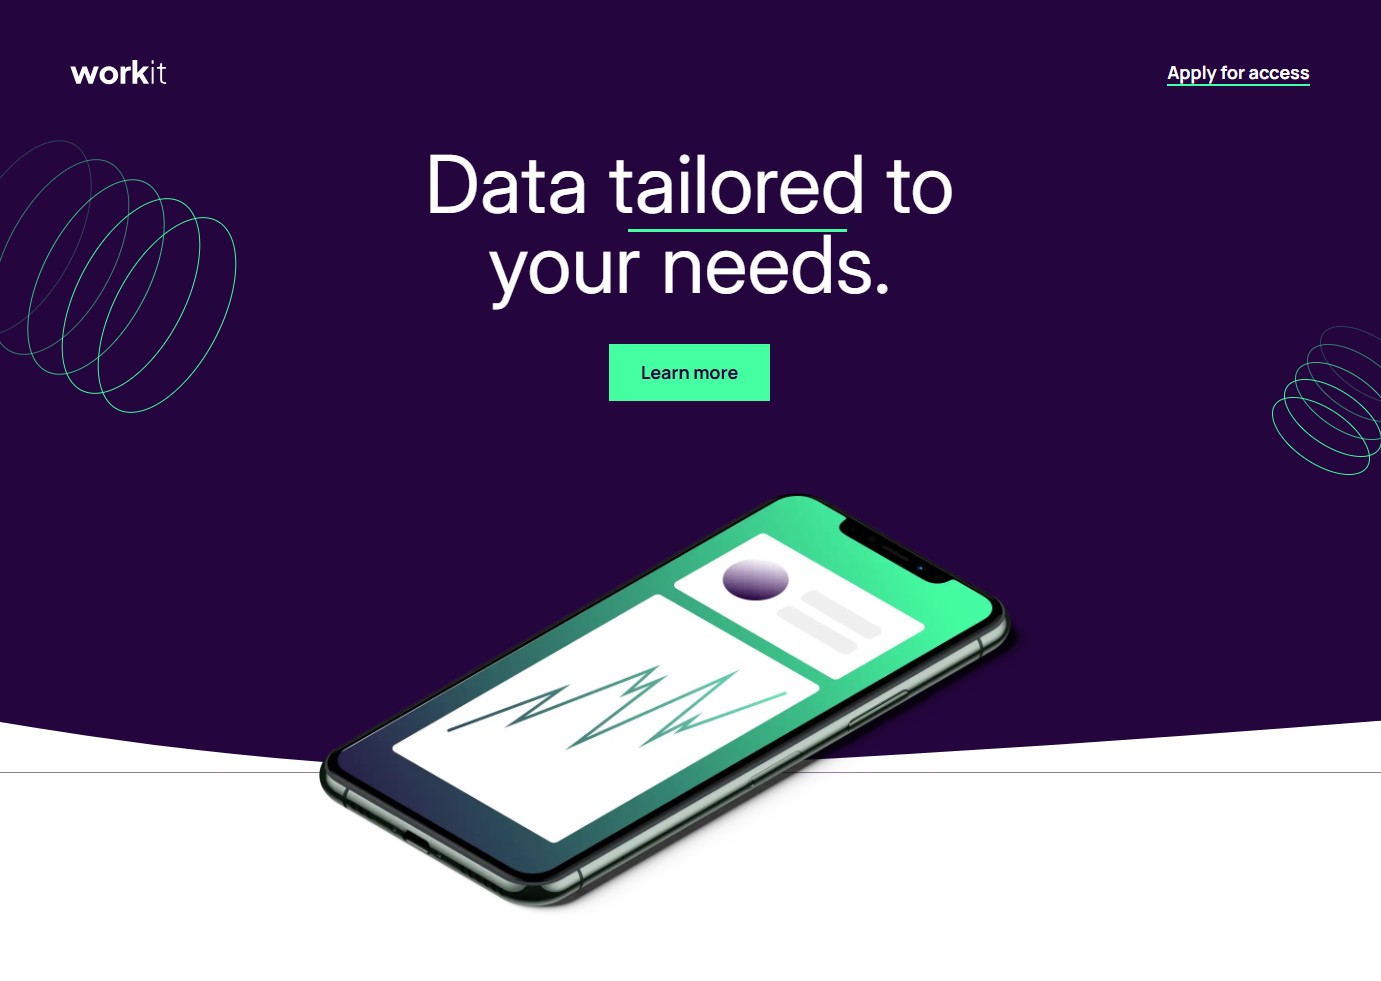 workit
Apply for access
Data tailored to
your needs.
Learn more